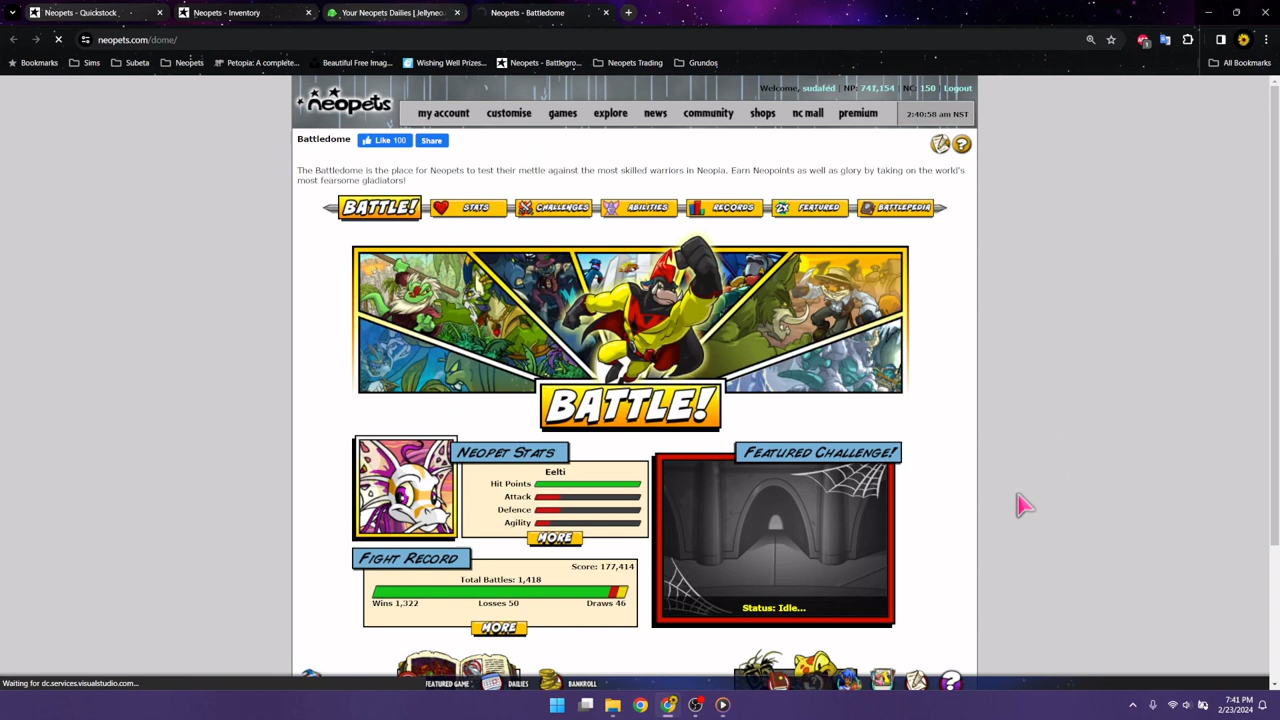 Neopets - Quickstock
Neopets - Inventory
Your Neopets Dailies | Jellyneo
Neopets - Battledome
neopets.com/dome/
Bookmarks
Sims
Subeta
Neopets
Petopia: A complete...
Beautiful Free Imag...
Wishing Well Prizes...
Neopets - Battlegro...
Neopets Trading
Grundos
All Bookmarks
neopets
Welcome, sudaféd | NP: 741,154 | NC: 150 | Logout
my account
customise
games
explore
news
community
shops
nc mall
premium
2:40:58 am NST
Battledome
Like 100
Share
The Battledome is the place for Neopets to test their mettle against the most skilled warriors in Neopia. Earn Neopoints as well as glory by taking on the world's
most fearsome gladiators!
BATTLE!
STATS
CHALLENGES
ABILITIES
RECORDS
2X FEATURED
BATTLEPEDIA
BATTLE!
NEOPET STATS
Eelti
Hit Points
Attack
Defence
Agility
MORE
FEATURED CHALLENGE!
Status: Idle...
FIGHT RECORD
Score: 177,414
Total Battles: 1,418
Wins 1,322
Losses 50
Draws 46
MORE
Waiting for dc.services.visualstudio.com...
FEATURED GAME
DAILIES
BANKROLL
7:41 PM
2/23/2024